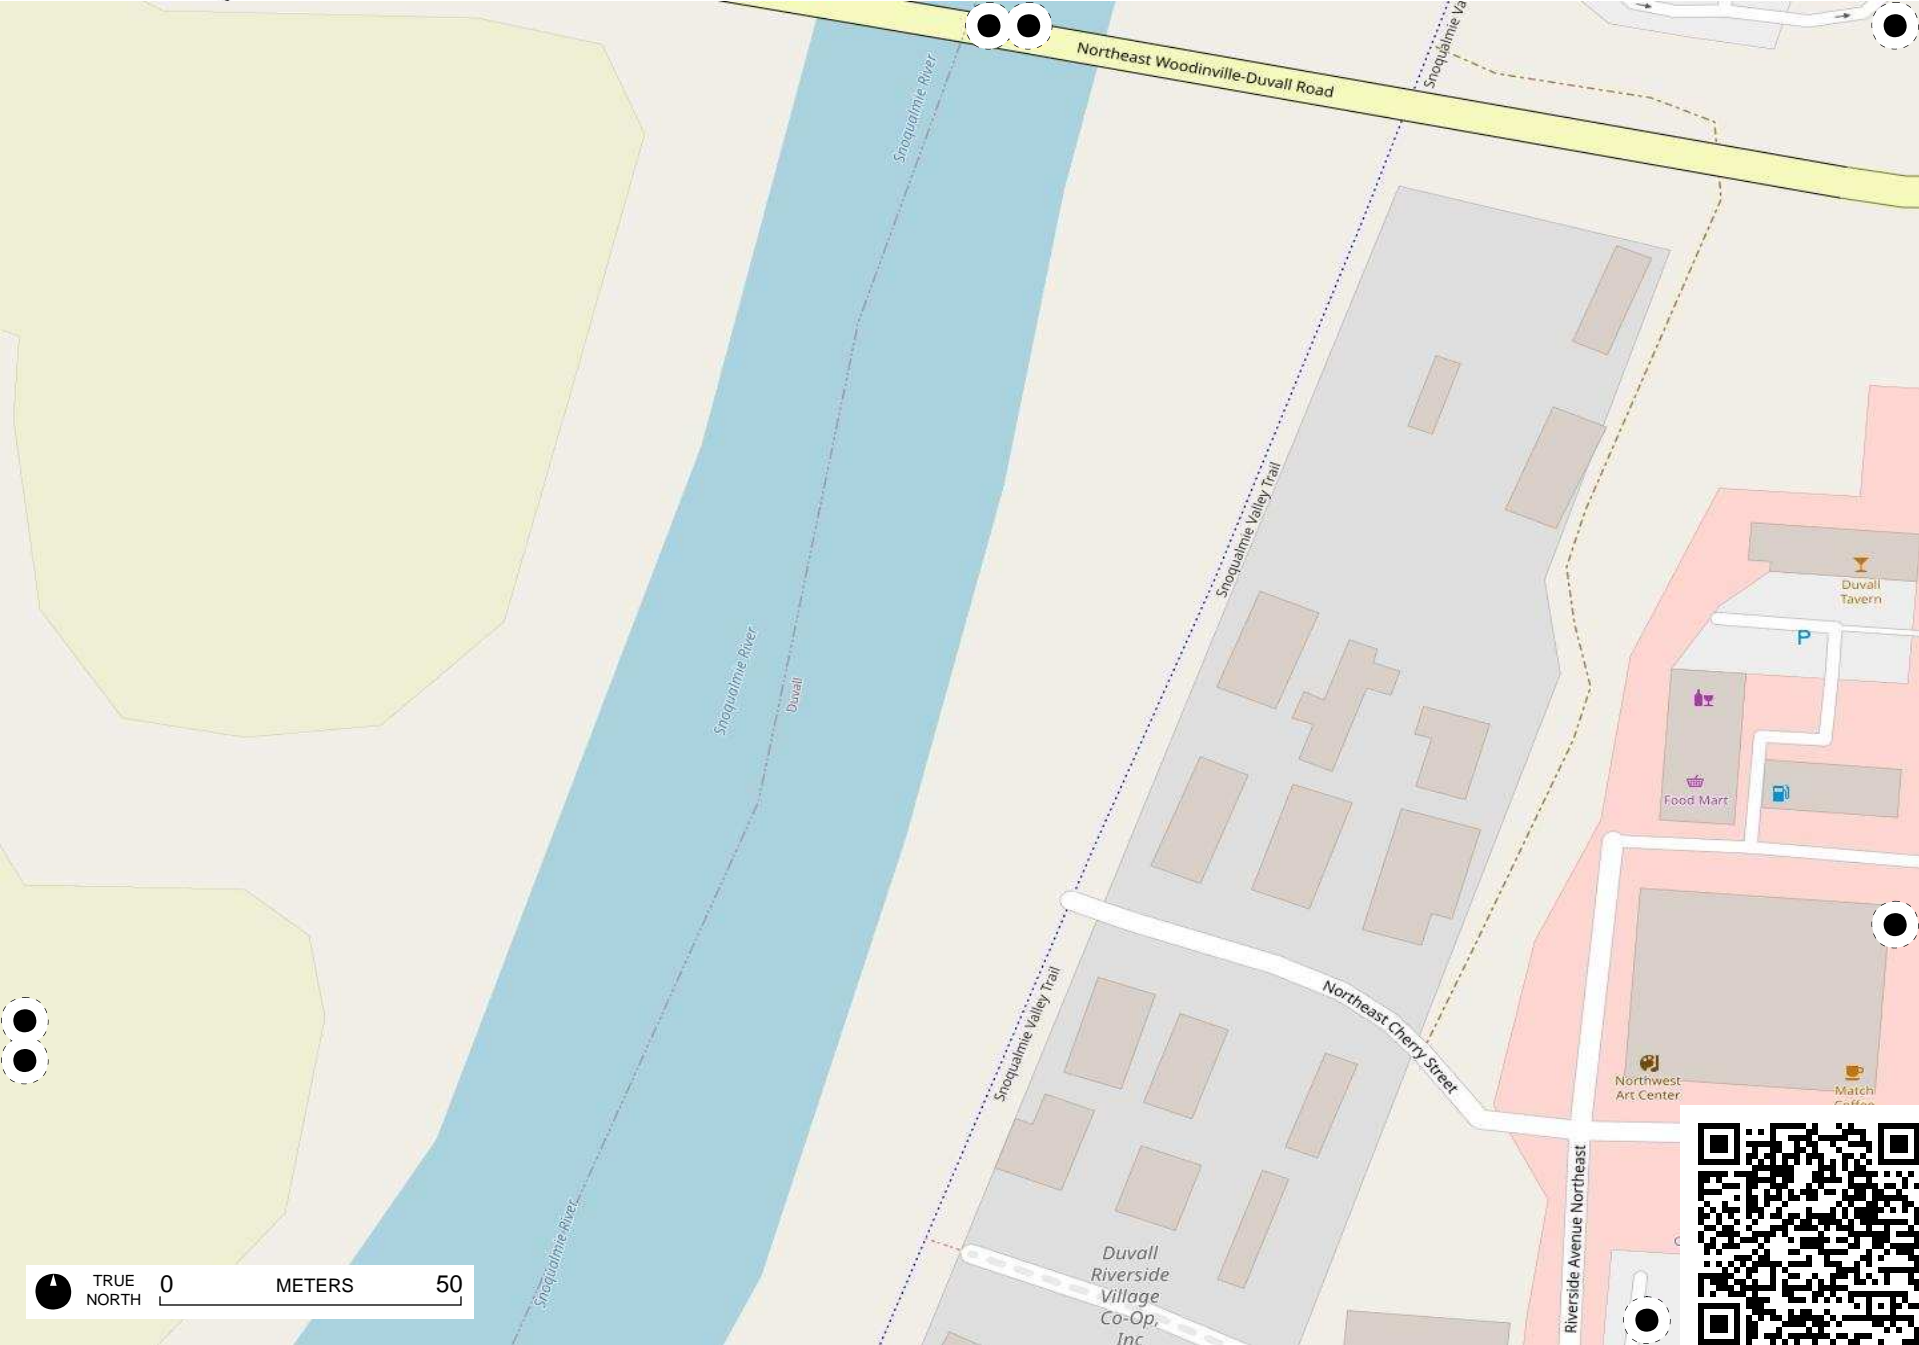 Snoqualmie Va
Northeast Woodinville-Duvall Road
Snoqualmie River
Snoqualmie Valley Trail
Duvall
Tavern
P
Snoqualmie River
Duvall
Food Mart
Northeast Cherry Street
Snoqualmie Valley Trail
Northwest
Art Center
Match
Coffee
Riverside Avenue Northeast
Snoqualmie River
Duvall
Riverside
Village
Co-Op,
Inc
TRUE
NORTH
0 METERS 50